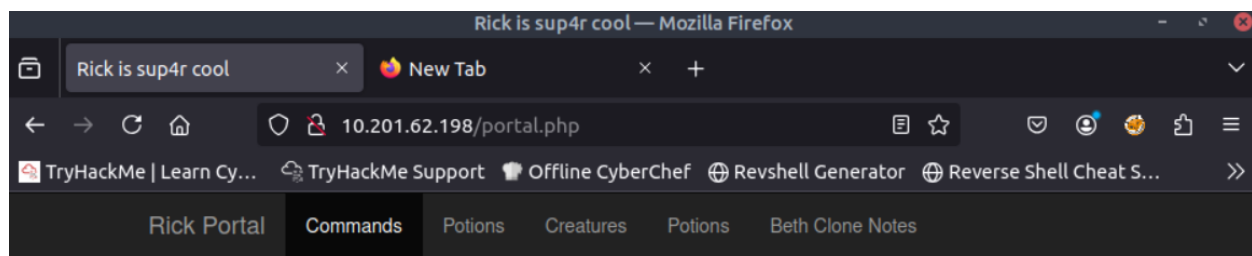 Rick is sup4r cool — Mozilla Firefox
Rick is sup4r cool New Tab
10.201.62.198/portal.php
TryHackMe | Learn Cy... TryHackMe Support Offline CyberChef Revshell Generator Reverse Shell Cheat S...
Rick Portal Commands Potions Creatures Potions Beth Clone Notes